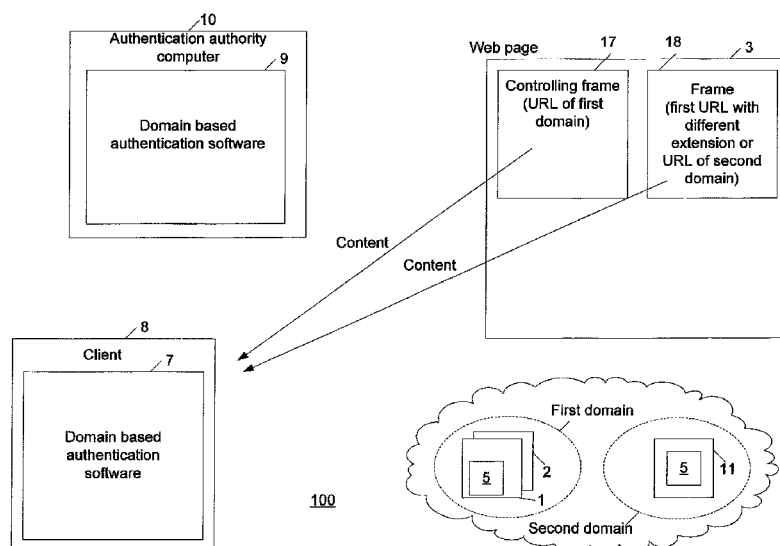 10
Authentication authority
computer
9
Domain based
authentication software
Web page
17
18
3
Controlling frame
(URL of first
domain)
Frame
(first URL with
different
extension or
URL of second
domain)
Content
Content
8
Client
7
Domain based
authentication
software
First domain
5
2
1
5
11
100
Second domain